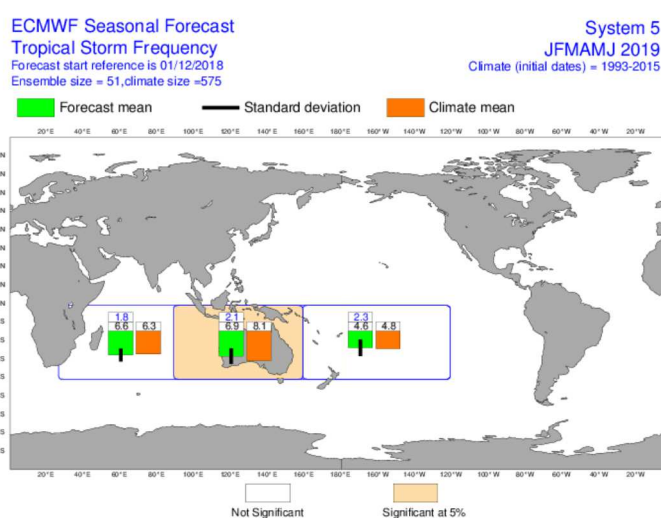 ECMWF Seasonal Forecast
Tropical Storm Frequency
Forecast start reference is 01/12/2018
Ensemble size = 51,climate size =575
System 5
JFMAMJ 2019
Climate (initial dates) = 1993-2015
Forecast mean
Standard deviation
Climate mean
20°E 40°E 60°E 80°E 100°E 120°E 140°E 160°E 180°E 160°W 140°W 120°W 100°W 80°W 60°W 40°W 20°W
N
N
N
N
N
N
N
N
S
S
S
S
S
S
S
S
1.8
6.6 6.3
2.1
6.9 8.1
2.3
4.6 4.8
20°E 40°E 60°E 80°E 100°E 120°E 140°E 160°E 180°E 160°W 140°W 120°W 100°W 80°W 60°W 40°W 20°W
Not Significant
Significant at 5%